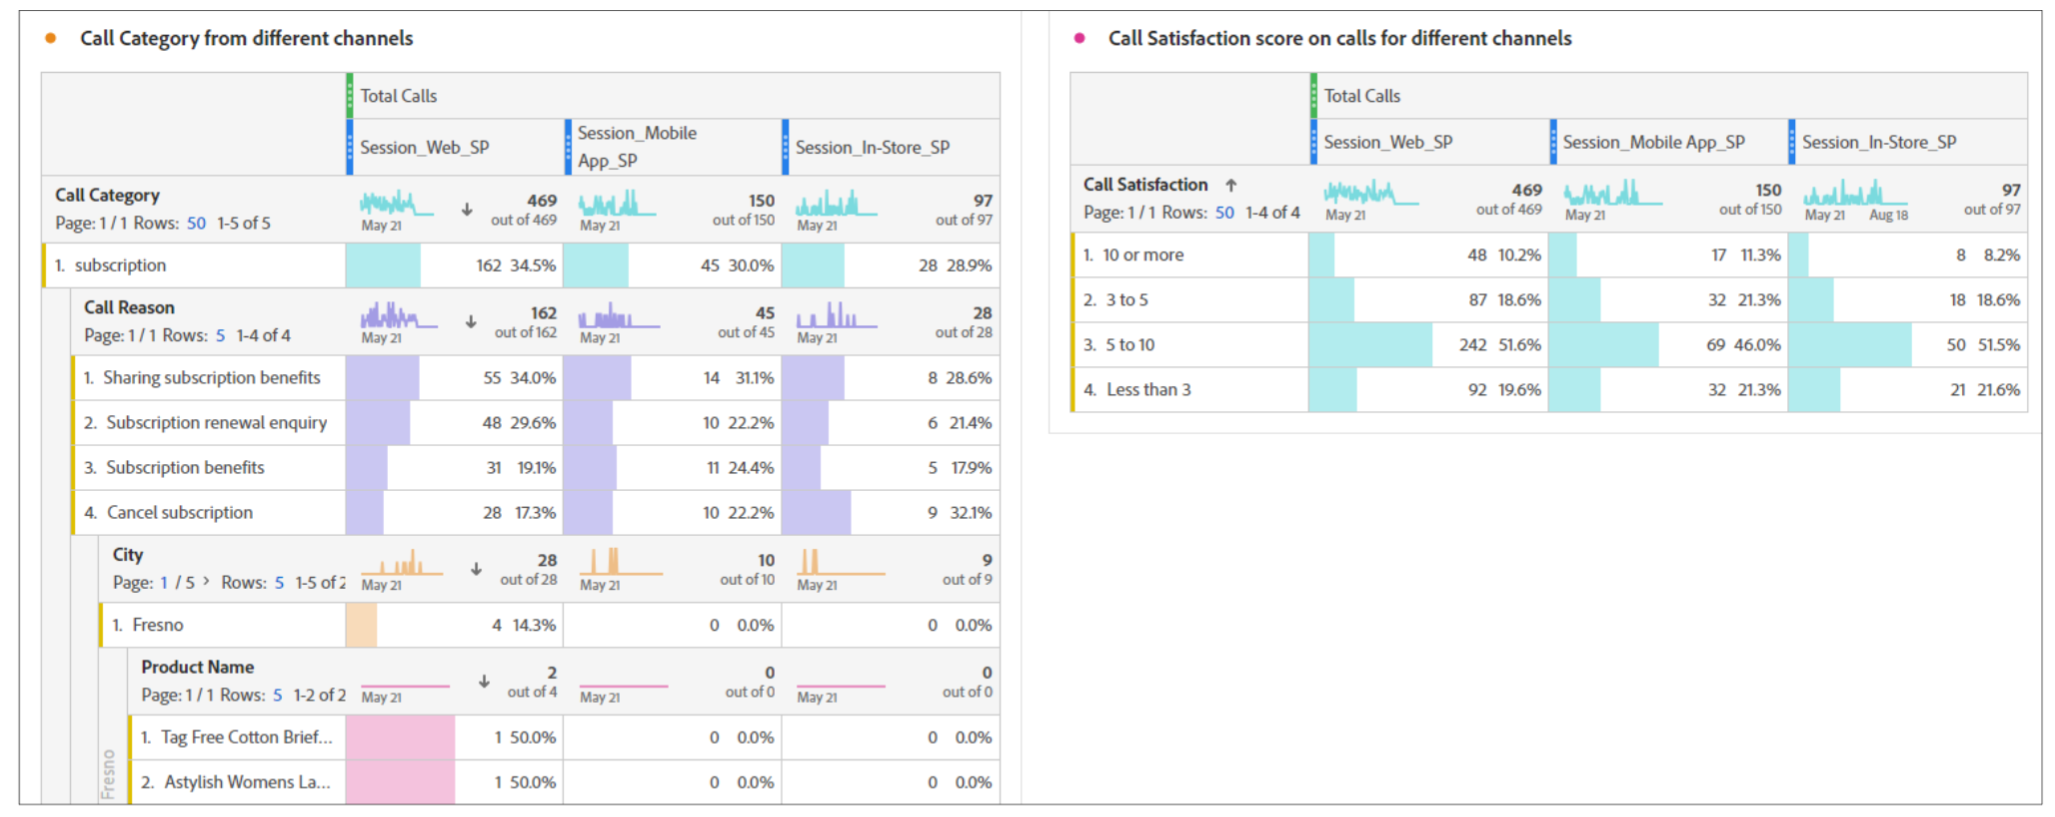 Call Category from different channels
Total Calls
Session_Web_SP
Session_Mobile
App_SP
Session_In-Store_SP
Call Category
Page: 1 / 1 Rows: 50 1-5 of 5
May 21
469
out of 469
May 21
150
out of 150
May 21
97
out of 97
1. subscription 162 34.5% 45 30.0% 28 28.9%
Call Reason
Page: 1 / 1 Rows: 5 1-4 of 4
May 21
162
out of 162
May 21
45
out of 45
May 21
28
out of 28
1. Sharing subscription benefits 55 34.0% 14 31.1% 8 28.6%
2. Subscription renewal enquiry 48 29.6% 10 22.2% 6 21.4%
3. Subscription benefits 31 19.1% 11 24.4% 5 17.9%
4. Cancel subscription 28 17.3% 10 22.2% 9 32.1%
City
Page: 1 / 5 > Rows: 5 1-5 of 2
May 21
28
out of 28
May 21
10
out of 10
May 21
9
out of 9
1. Fresno 4 14.3% 0 0.0% 0 0.0%
Fresno
Product Name
Page: 1 / 1 Rows: 5 1-2 of 2
May 21
2
out of 4
May 21
0
out of 0
May 21
0
out of 0
1. Tag Free Cotton Brief... 1 50.0% 0 0.0% 0 0.0%
2. Astylish Womens La... 1 50.0% 0 0.0% 0 0.0%
Call Satisfaction score on calls for different channels
Total Calls
Session_Web_SP
Session_Mobile App_SP
Session_In-Store_SP
Call Satisfaction
Page: 1 / 1 Rows: 50 1-4 of 4
May 21
469
out of 469
May 21
150
out of 150
May 21 Aug 18
97
out of 97
1. 10 or more 48 10.2% 17 11.3% 8 8.2%
2. 3 to 5 87 18.6% 32 21.3% 18 18.6%
3. 5 to 10 242 51.6% 69 46.0% 50 51.5%
4. Less than 3 92 19.6% 32 21.3% 21 21.6%